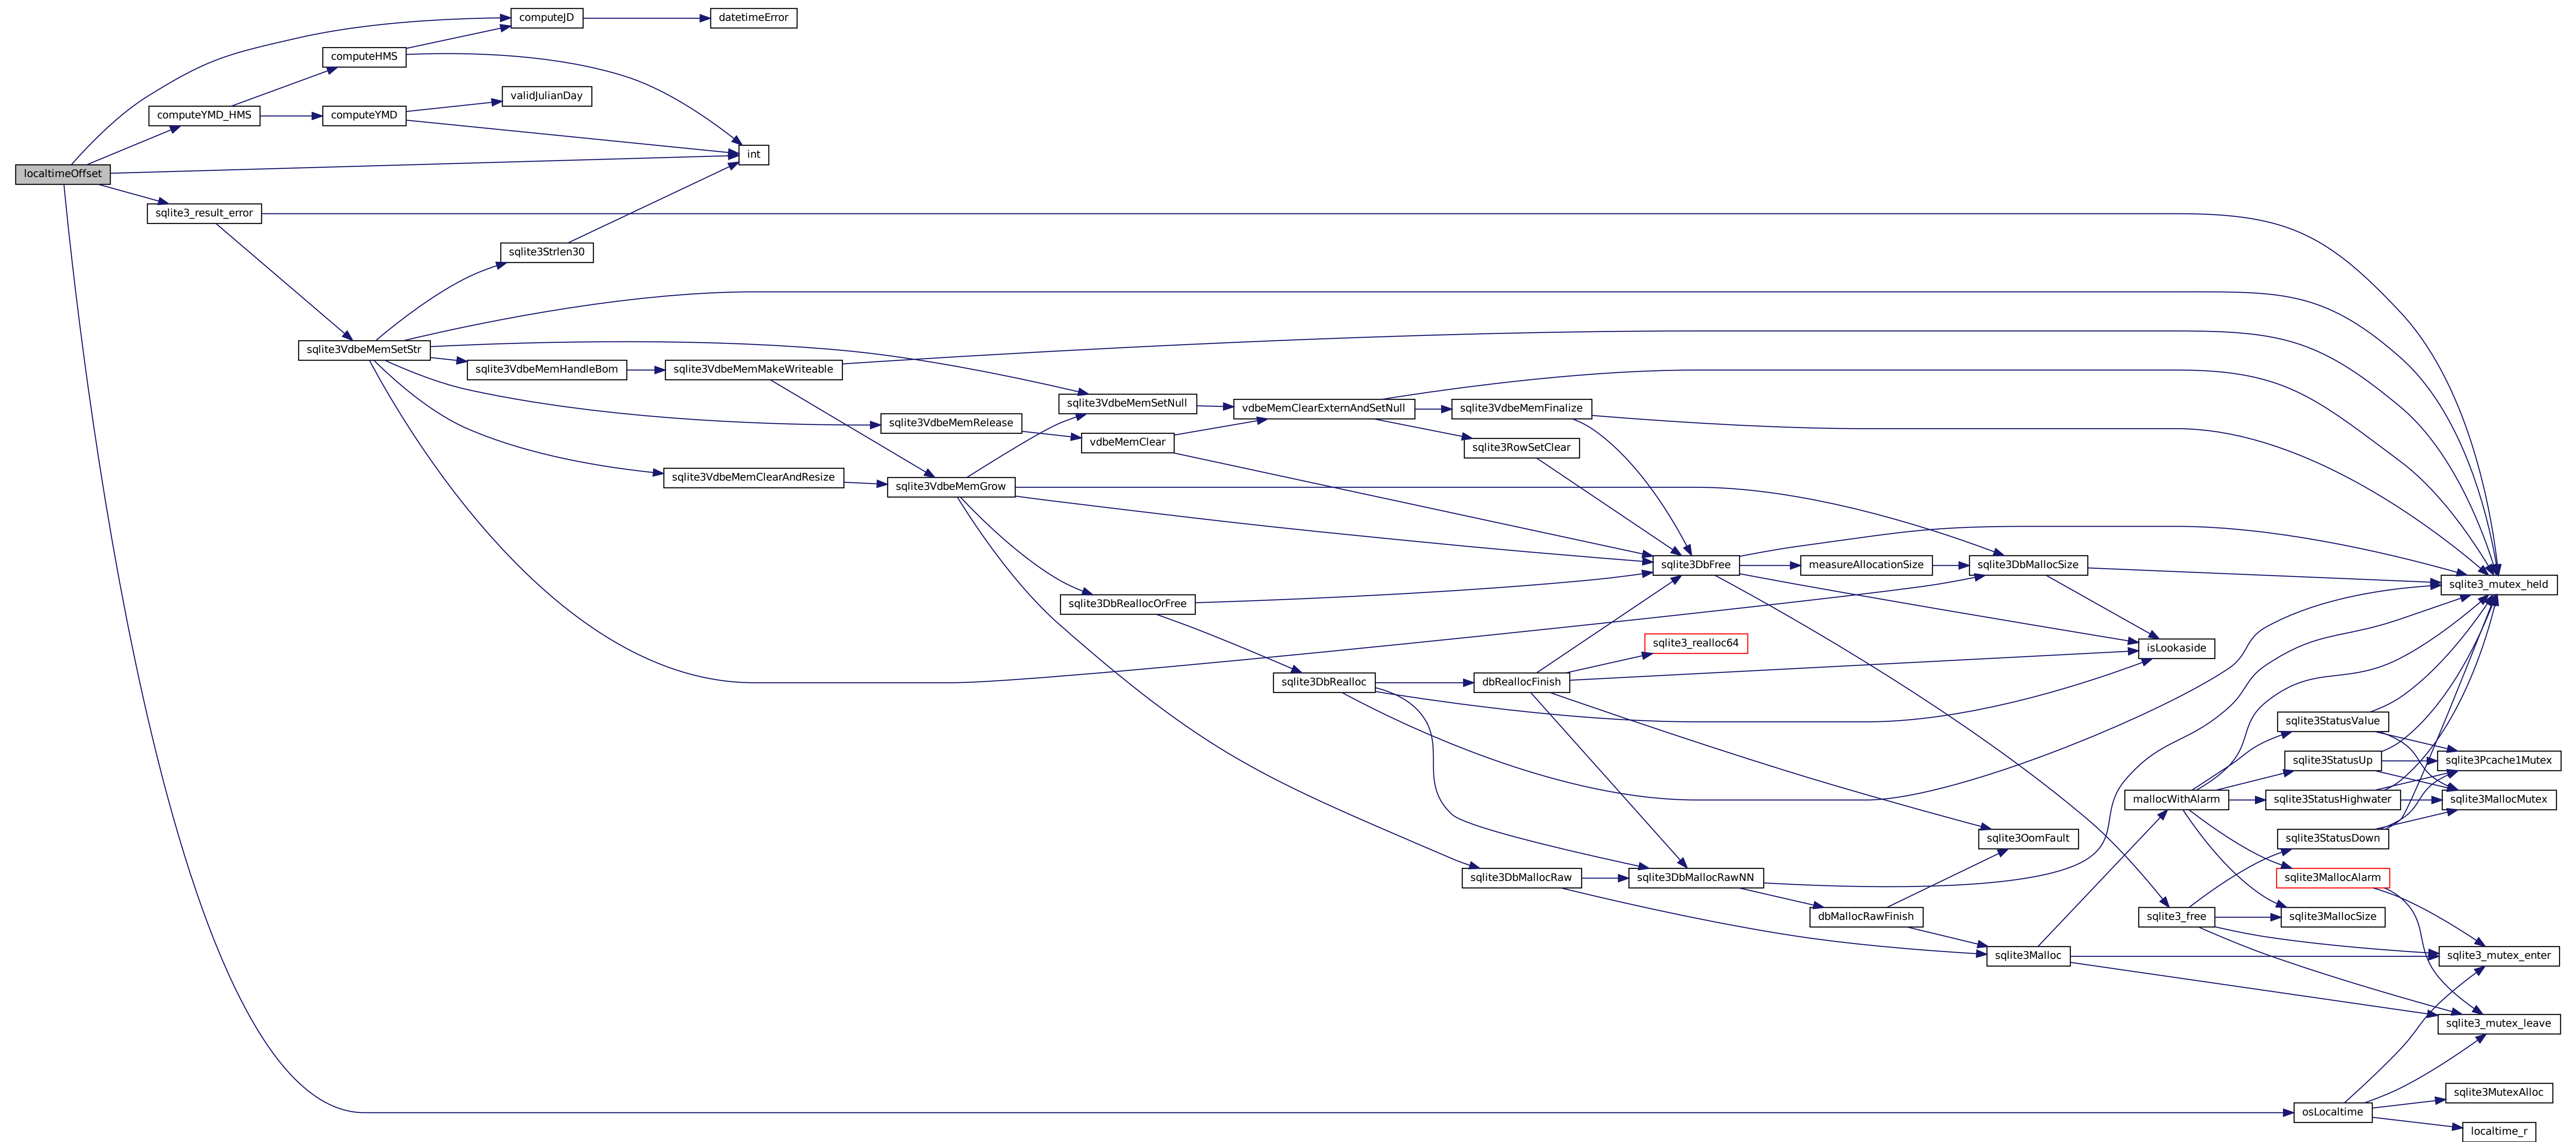 computeJD
datetimeError
computeHMS
validJulianDay
computeYMD_HMS
computeYMD
int
localtimeOffset
sqlite3_result_error
sqlite3Strlen30
sqlite3VdbeMemSetStr
sqlite3VdbeMemHandleBom
sqlite3VdbeMemMakeWriteable
sqlite3VdbeMemSetNull
vdbeMemClearExternAndSetNull
sqlite3VdbeMemFinalize
sqlite3VdbeMemRelease
vdbeMemClear
sqlite3RowSetClear
sqlite3VdbeMemClearAndResize
sqlite3VdbeMemGrow
sqlite3DbFree
measureAllocationSize
sqlite3DbMallocSize
sqlite3_mutex_held
sqlite3DbReallocOrFree
sqlite3_realloc64
isLookaside
sqlite3DbRealloc
dbReallocFinish
sqlite3StatusValue
sqlite3StatusUp
sqlite3Pcache1Mutex
mallocWithAlarm
sqlite3StatusHighwater
sqlite3MallocMutex
sqlite3OomFault
sqlite3StatusDown
sqlite3DbMallocRaw
sqlite3DbMallocRawNN
sqlite3MallocAlarm
dbMallocRawFinish
sqlite3_free
sqlite3MallocSize
sqlite3Malloc
sqlite3_mutex_enter
sqlite3_mutex_leave
sqlite3MutexAlloc
osLocaltime
localtime_r